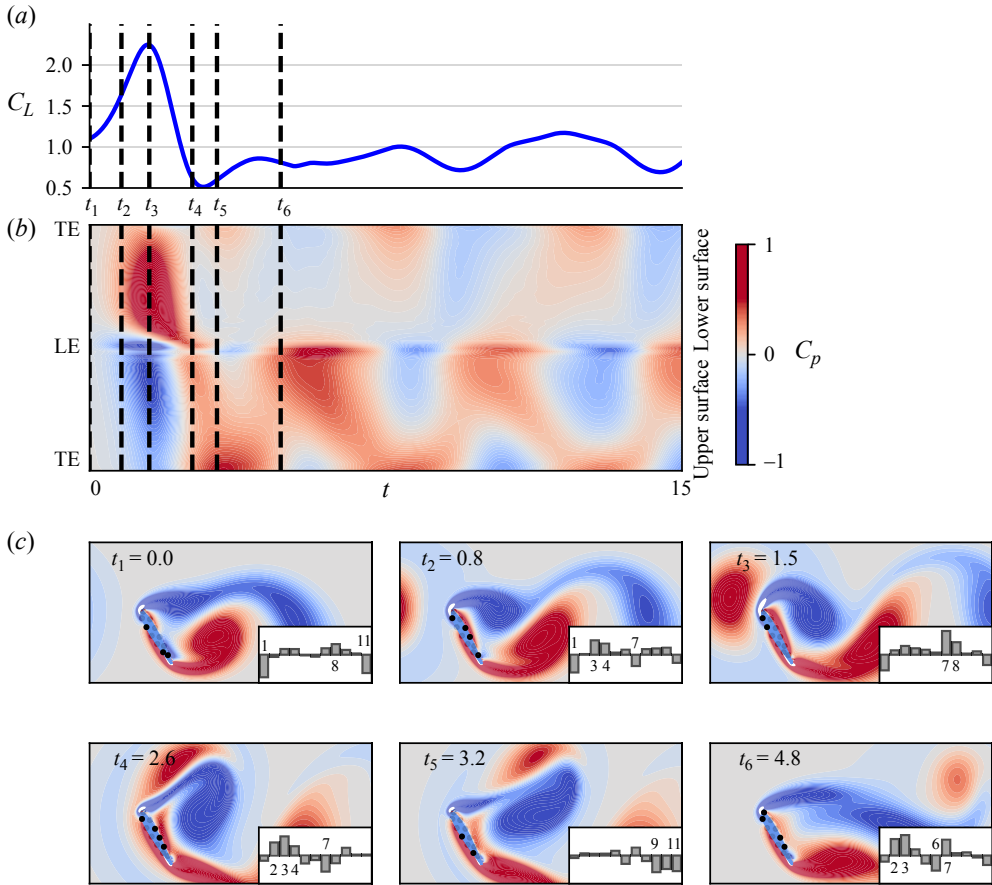 (a)
2.0
C_L 1.5
1.0
0.5
t_1 t_2 t_3 t_4 t_5 t_6
(b) TE
LE
TE
0 t 15
Upper surface Lower surface
1
0 C_p
−1
(c)
t_1 = 0.0
1 8 11
t_2 = 0.8
1 3 4 7
t_3 = 1.5
7 8
t_4 = 2.6
2 3 4 7
t_5 = 3.2
9 11
t_6 = 4.8
2 3 6 7